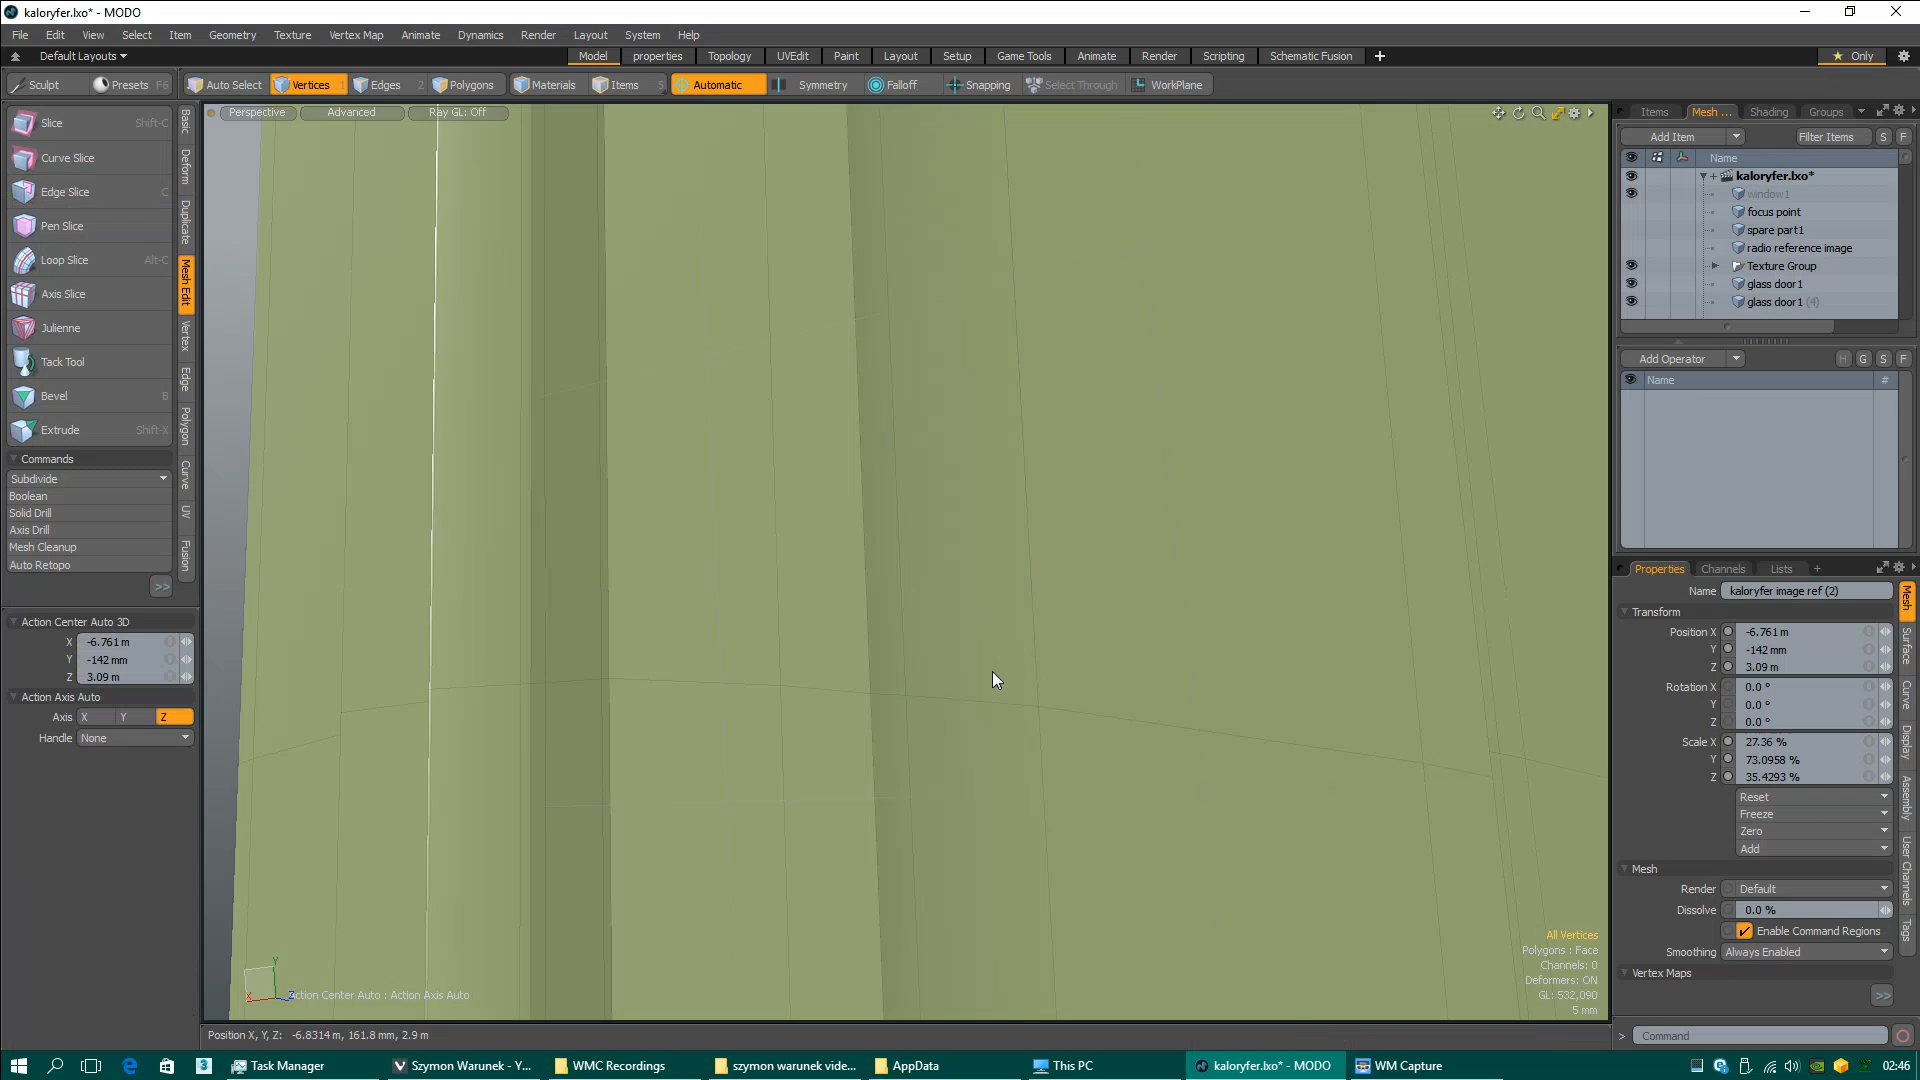 kaloryfer.lxo* - MODO
File Edit View Select Item Geometry Texture Vertex Map Animate Dynamics Render Layout System Help
Default Layouts Model properties Topology UVEdit Paint Layout Setup Game Tools Animate Render Scripting Schematic Fusion Only
Sculpt Presets F6 Auto Select Vertices 1 Edges 2 Polygons Materials Items 5 Automatic Symmetry Falloff Snapping Select Through WorkPlane
Perspective Advanced Ray GL: Off
Slice Shift-C
Curve Slice
Edge Slice C
Pen Slice
Loop Slice Alt-C
Axis Slice
Julienne
Tack Tool
Bevel B
Extrude Shift-X
Commands
Subdivide
Boolean
Solid Drill
Axis Drill
Mesh Cleanup
Auto Retopo
>>
Basic
Deform
Duplicate
Mesh Edit
Vertex
Edge
Polygon
Curve
UV
Fusion
Action Center Auto 3D
X -6.761 m
Y -142 mm
Z 3.09 m
Action Axis Auto
Axis X Y Z
Handle None
Items Mesh ... Shading Groups
Add Item Filter Items S F
Name
kaloryfer.lxo*
window1
focus point
spare part1
radio reference image
Texture Group
glass door1
glass door1 (4)
Add Operator H G S F
Name #
Properties Channels Lists +
Name kaloryfer image ref (2)
Transform
Position X -6.761 m
Y -142 mm
Z 3.09 m
Rotation X 0.0 °
Y 0.0 °
Z 0.0 °
Scale X 27.36 %
Y 73.0958 %
Z 35.4293 %
Reset
Freeze
Zero
Add
Mesh
Render Default
Dissolve 0.0 %
Enable Command Regions
Smoothing Always Enabled
Vertex Maps
>>
Mesh
Surface
Curve
Display
Assembly
User Channels
Tags
All Vertices
Polygons : Face
Channels: 0
Deformers: ON
GL: 532,090
5 mm
Y
X
Z
Action Center Auto : Action Axis Auto
Position X, Y, Z: -6.8314 m, 161.8 mm, 2.9 m
> Command
Task Manager Szymon Warunek - Y... WMC Recordings szymon warunek vide... AppData This PC kaloryfer.lxo* - MODO WM Capture 02:46